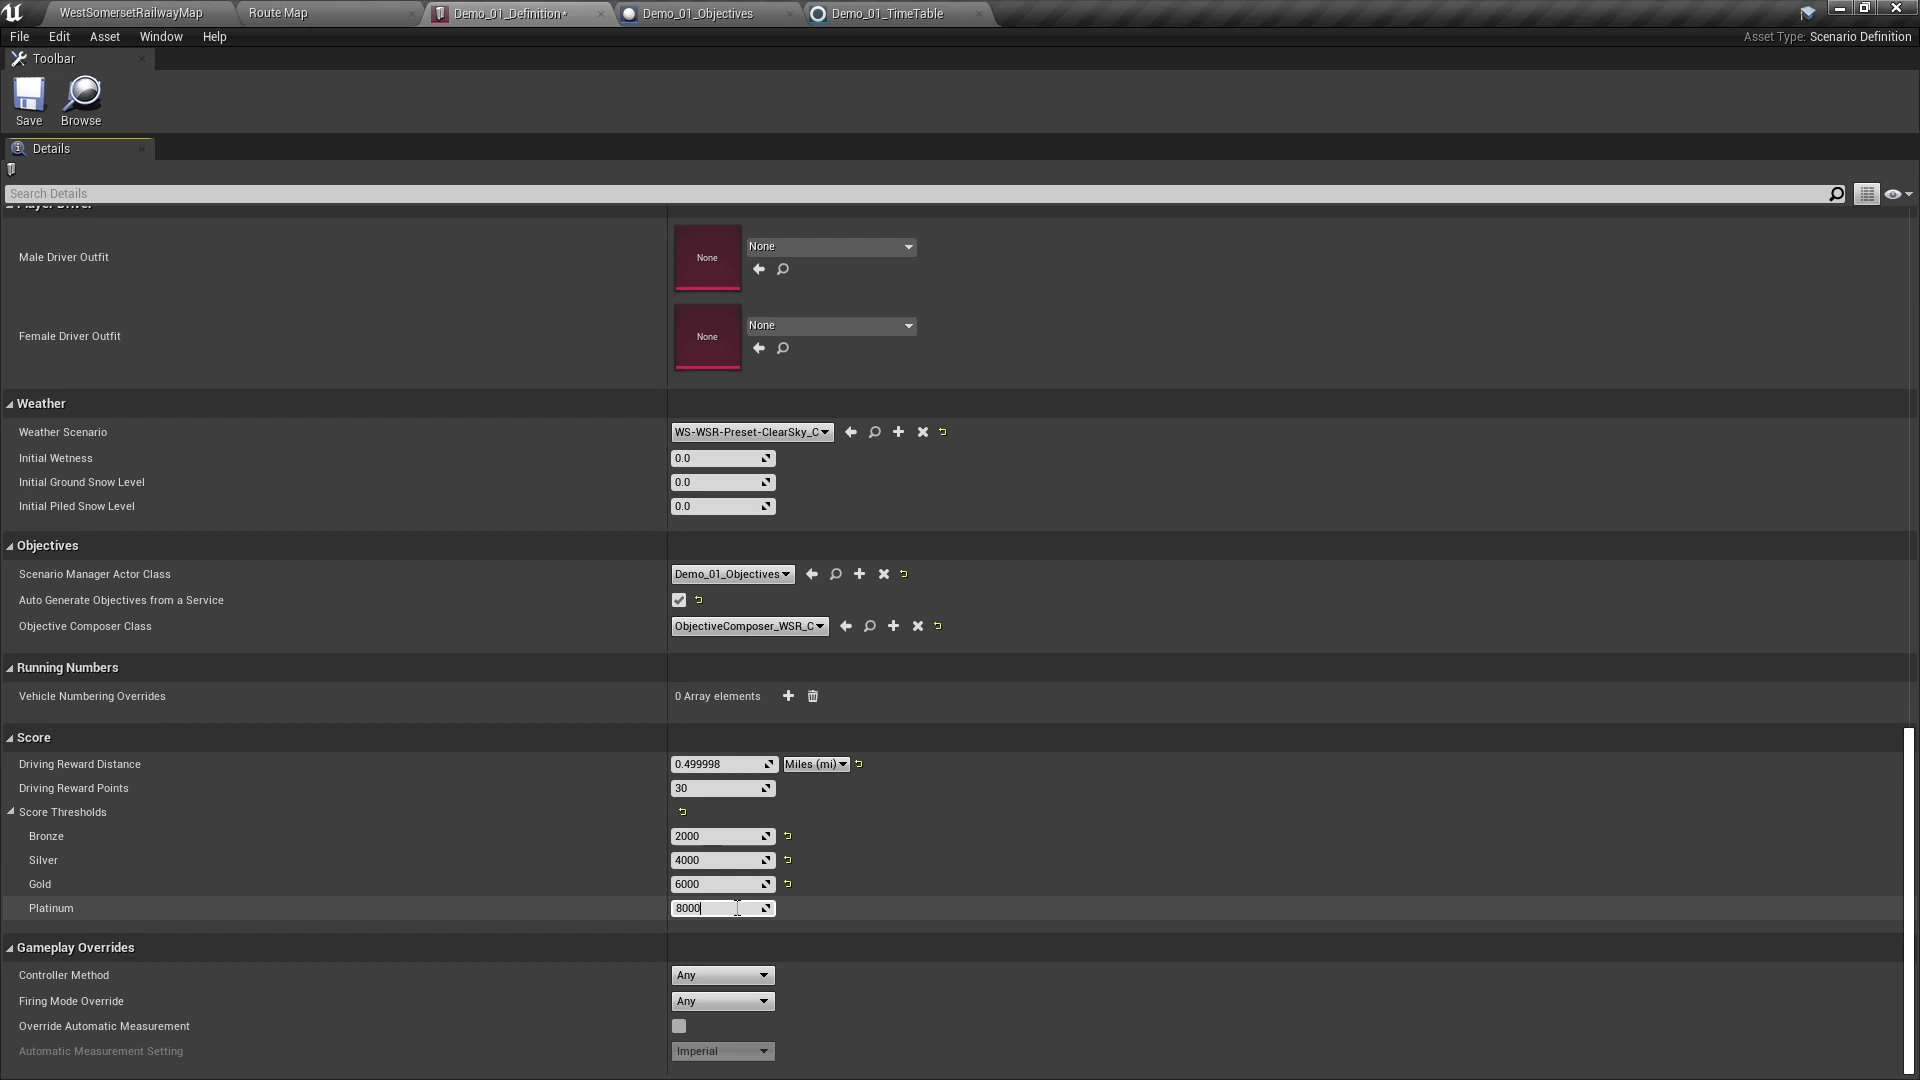 WestSomersetRailwayMap Route Map Demo_01_Definition* Demo_01_Objectives Demo_01_TimeTable
File Edit Asset Window Help Asset Type: Scenario Definition
Toolbar
Save Browse
Details
Search Details
Player Driver
Male Driver Outfit None None
Female Driver Outfit None None
Weather
Weather Scenario WS-WSR-Preset-ClearSky_C
Initial Wetness 0.0
Initial Ground Snow Level 0.0
Initial Piled Snow Level 0.0
Objectives
Scenario Manager Actor Class Demo_01_Objectives
Auto Generate Objectives from a Service
Objective Composer Class ObjectiveComposer_WSR_C
Running Numbers
Vehicle Numbering Overrides 0 Array elements
Score
Driving Reward Distance 0.499998 Miles (mi)
Driving Reward Points 30
Score Thresholds
Bronze 2000
Silver 4000
Gold 6000
Platinum 8000
Gameplay Overrides
Controller Method Any
Firing Mode Override Any
Override Automatic Measurement
Automatic Measurement Setting Imperial